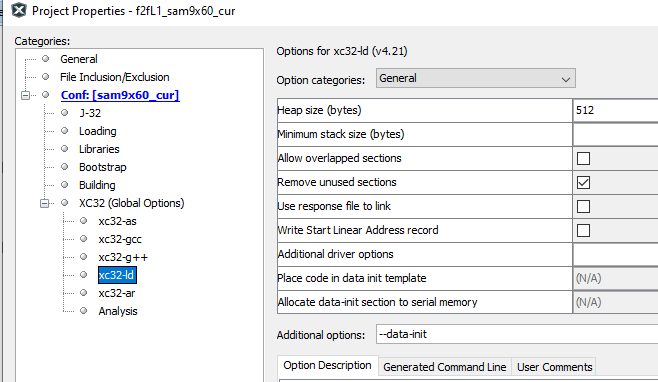 Project Properties - f2fL1_sam9x60_cur
Categories:
General
File Inclusion/Exclusion
Conf: [sam9x60_cur]
J-32
Loading
Libraries
Bootstrap
Building
XC32 (Global Options)
xc32-as
xc32-gcc
xc32-g++
xc32-ld
xc32-ar
Analysis
Options for xc32-ld (v4.21)
Option categories: General
Heap size (bytes) 512
Minimum stack size (bytes)
Allow overlapped sections
Remove unused sections
Use response file to link
Write Start Linear Address record
Additional driver options
Place code in data init template (N/A)
Allocate data-init section to serial memory (N/A)
Additional options: --data-init
Option Description Generated Command Line User Comments